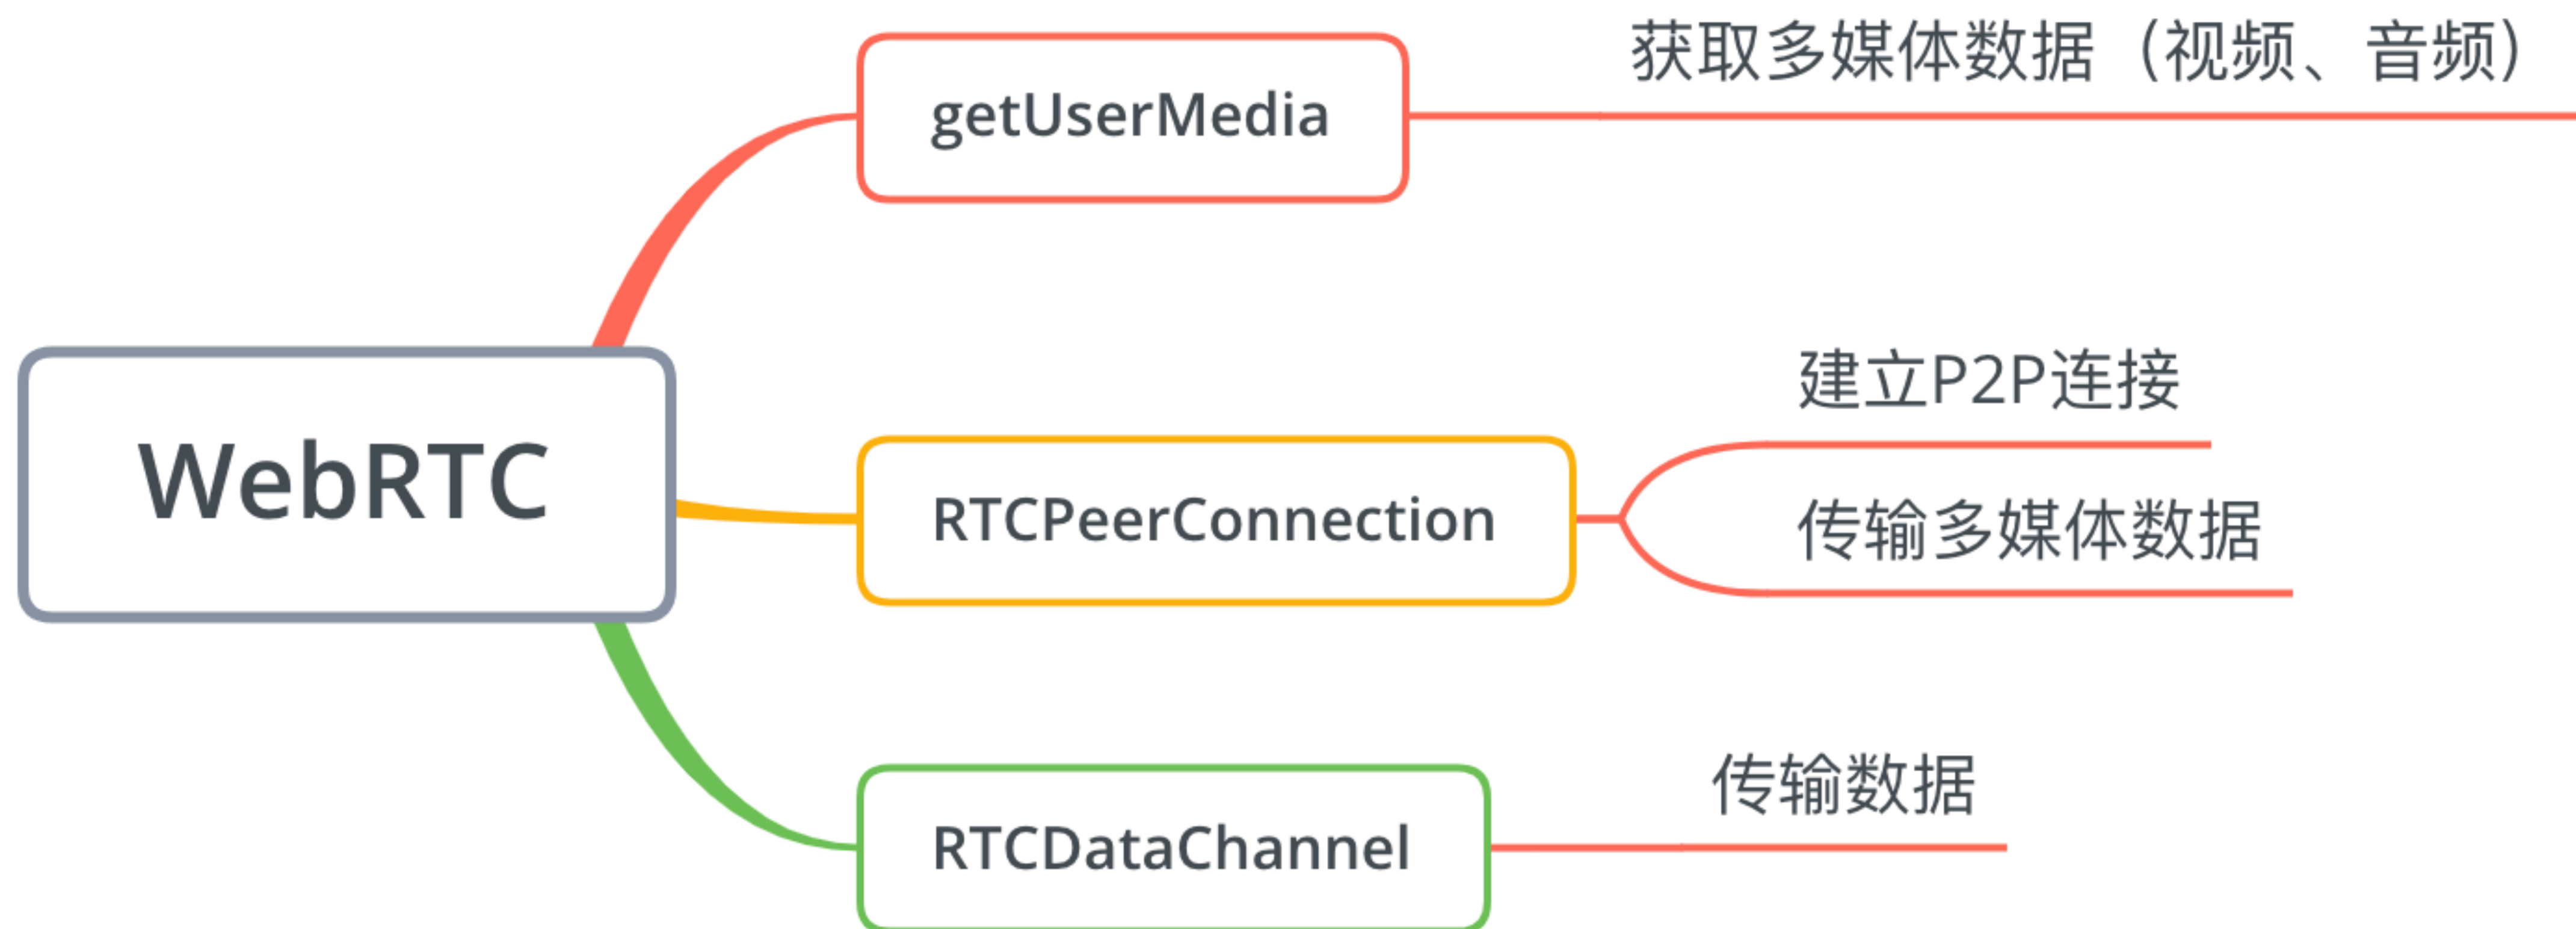 WebRTC
getUserMedia
获取多媒体数据（视频、音频）
RTCPeerConnection
建立P2P连接
传输多媒体数据
RTCDataChannel
传输数据